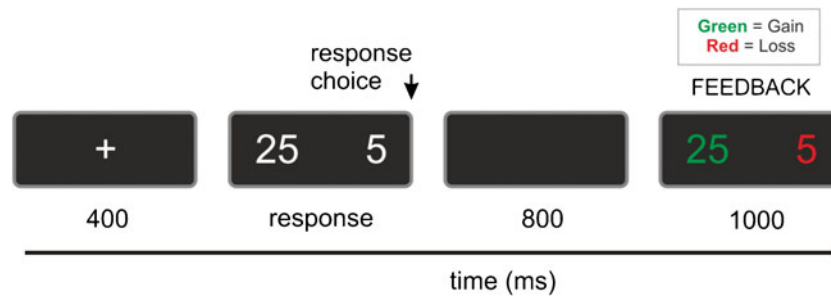 Green = Gain
Red = Loss
response
choice
FEEDBACK
+
25 5
25 5
400 response 800 1000
time (ms)